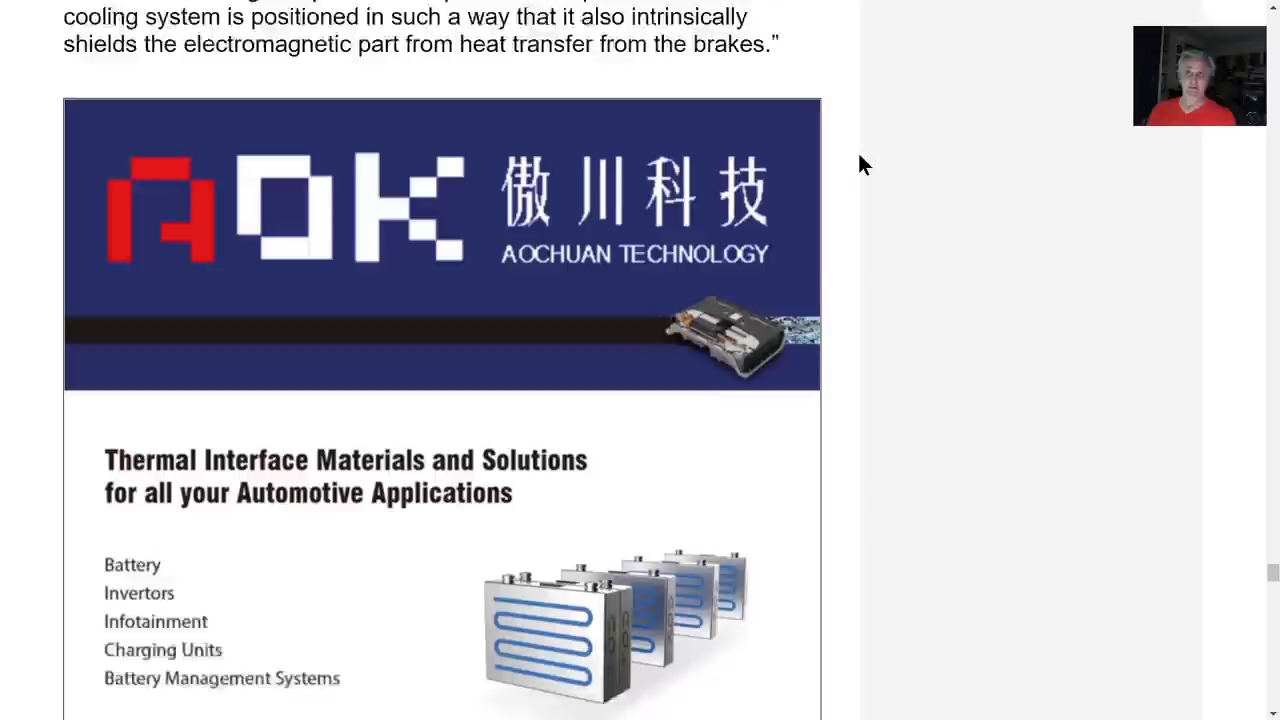 cooling system is positioned in such a way that it also intrinsically
shields the electromagnetic part from heat transfer from the brakes.”
AOK 傲川科技
AOCHUAN TECHNOLOGY
Thermal Interface Materials and Solutions
for all your Automotive Applications
Battery
Invertors
Infotainment
Charging Units
Battery Management Systems